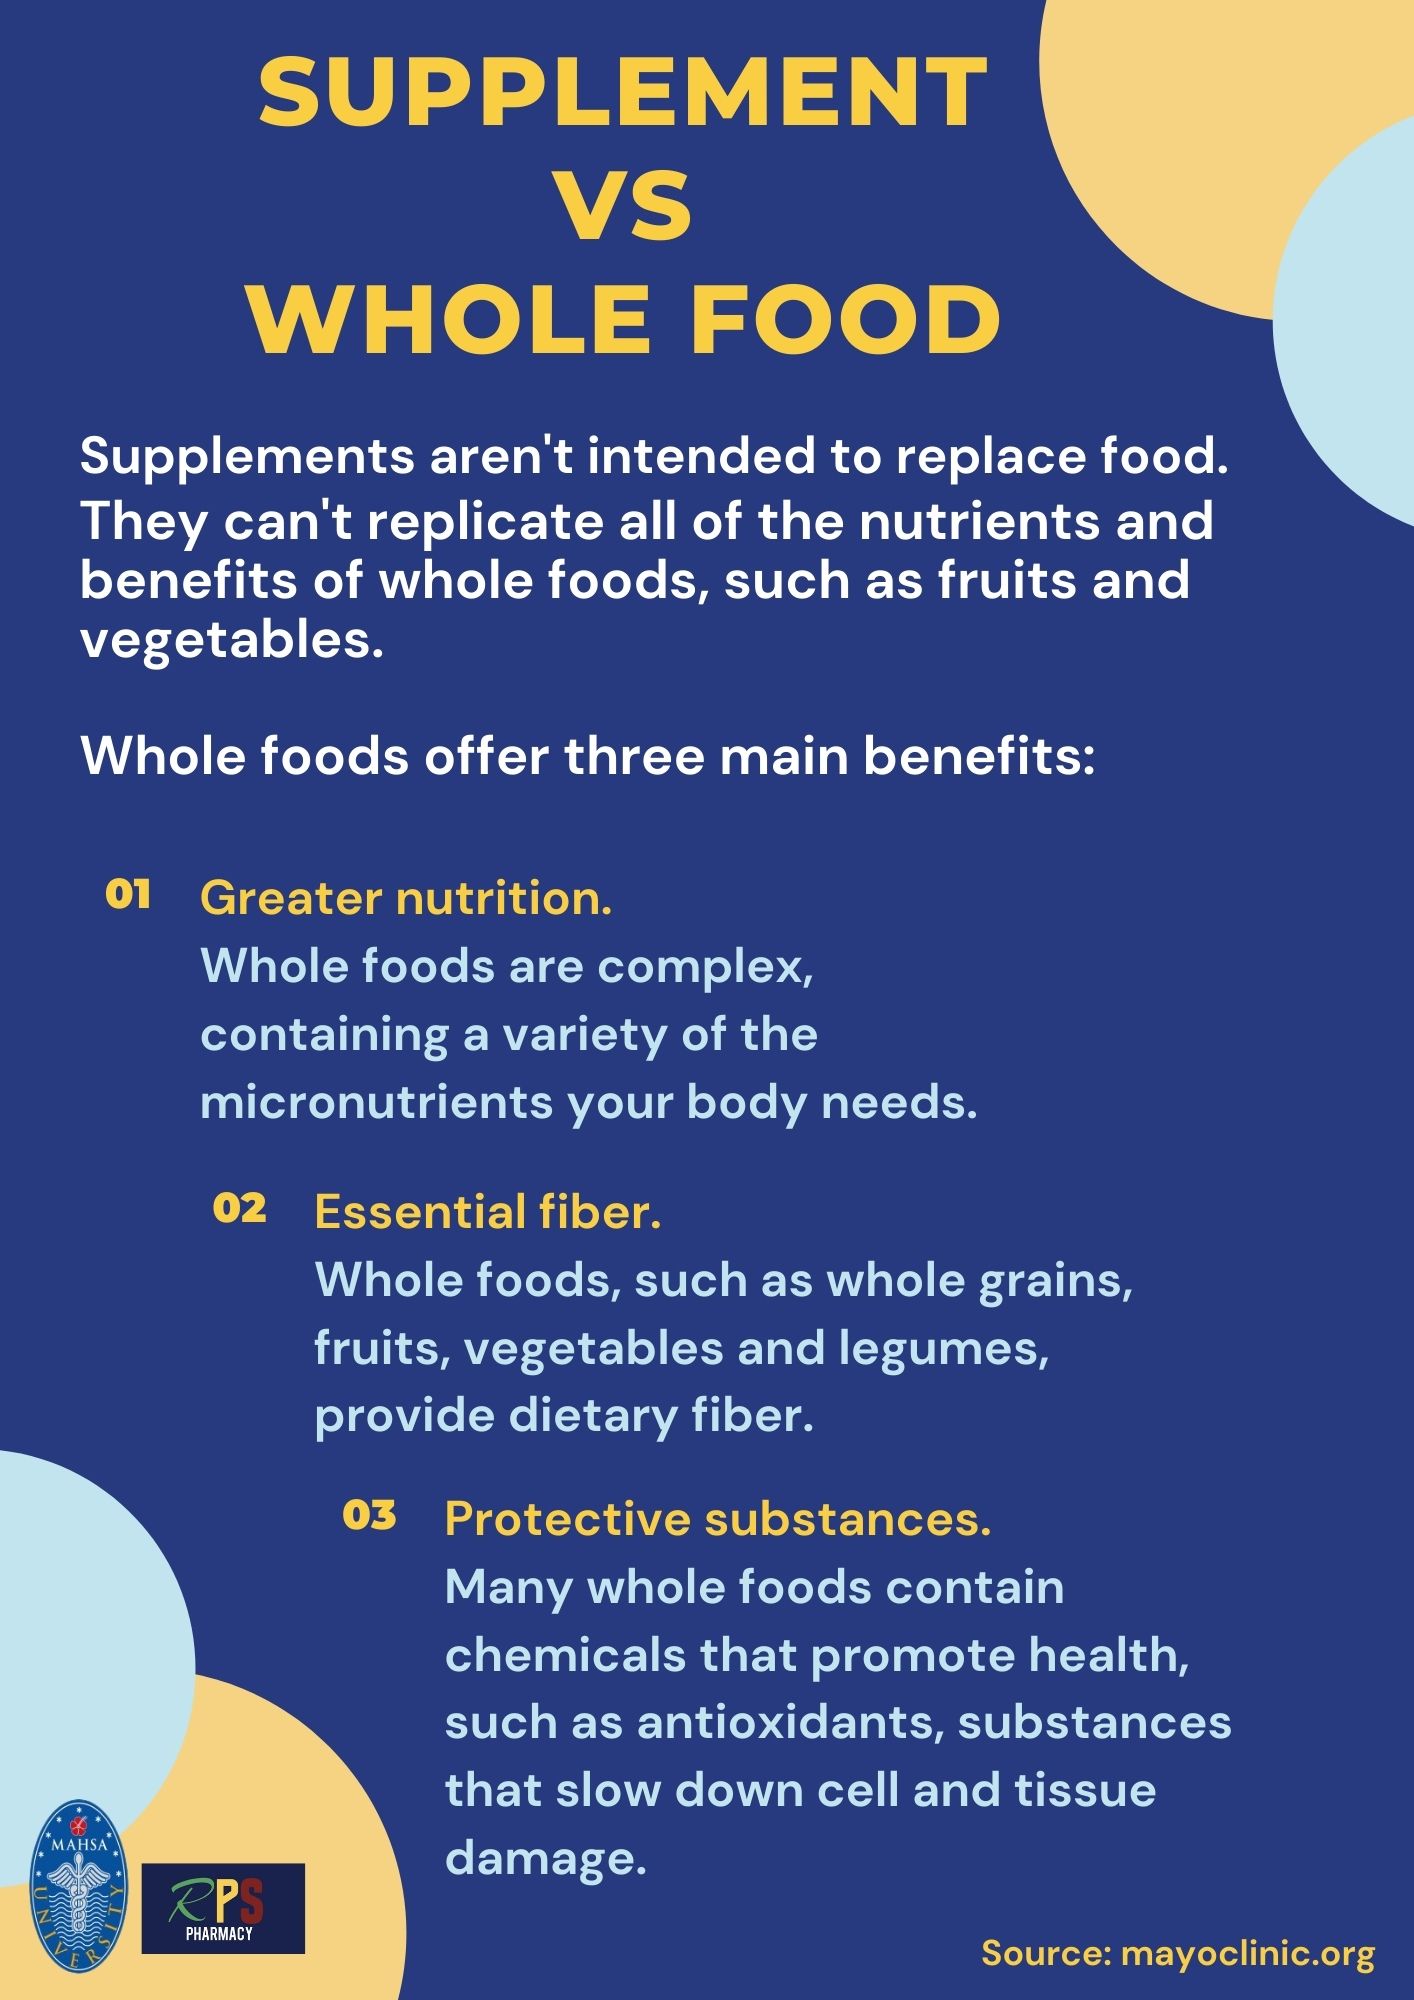 SUPPLEMENT
VS
WHOLE FOOD
Supplements aren't intended to replace food.
They can't replicate all of the nutrients and
benefits of whole foods, such as fruits and
vegetables.
Whole foods offer three main benefits:
01 Greater nutrition.
Whole foods are complex,
containing a variety of the
micronutrients your body needs.
02 Essential fiber.
Whole foods, such as whole grains,
fruits, vegetables and legumes,
provide dietary fiber.
03 Protective substances.
Many whole foods contain
chemicals that promote health,
such as antioxidants, substances
that slow down cell and tissue
damage.
MAHSA
UNIVERSITY
RPS
PHARMACY
Source: mayoclinic.org